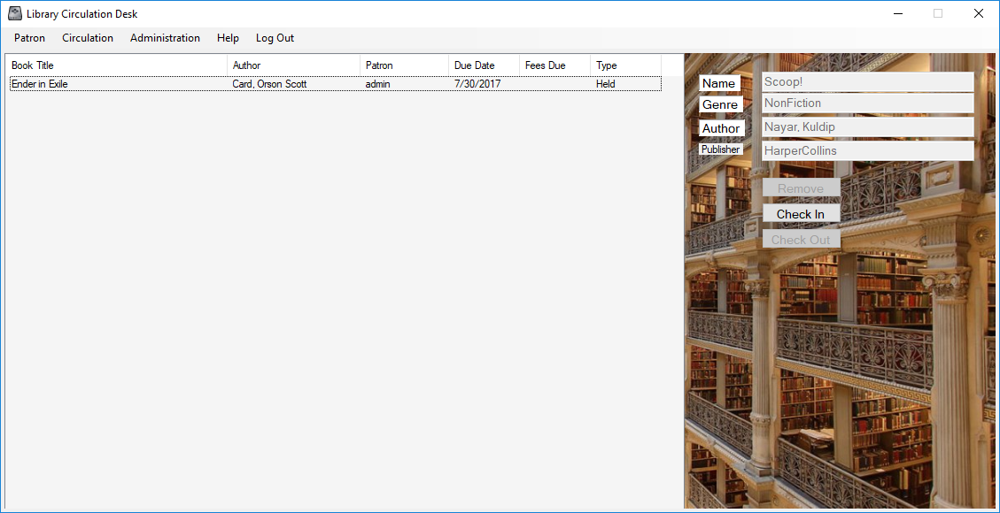 Library Circulation Desk
Patron Circulation Administration Help Log Out
Book Title Author Patron Due Date Fees Due Type
Ender in Exile Card, Orson Scott admin 7/30/2017 Held
Name Scoop!
Genre NonFiction
Author Nayar, Kuldip
Publisher HarperCollins
Remove
Check In
Check Out